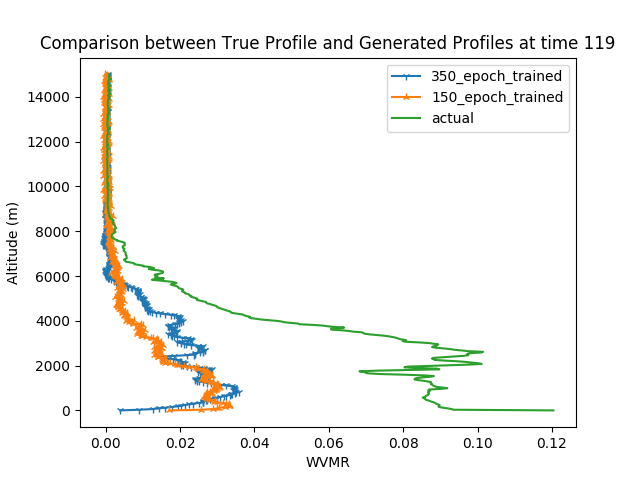 Comparison between True Profile and Generated Profiles at time 119
350_epoch_trained
150_epoch_trained
actual
Altitude (m)
14000
12000
10000
8000
6000
4000
2000
0
0.00 0.02 0.04 0.06 0.08 0.10 0.12
WVMR